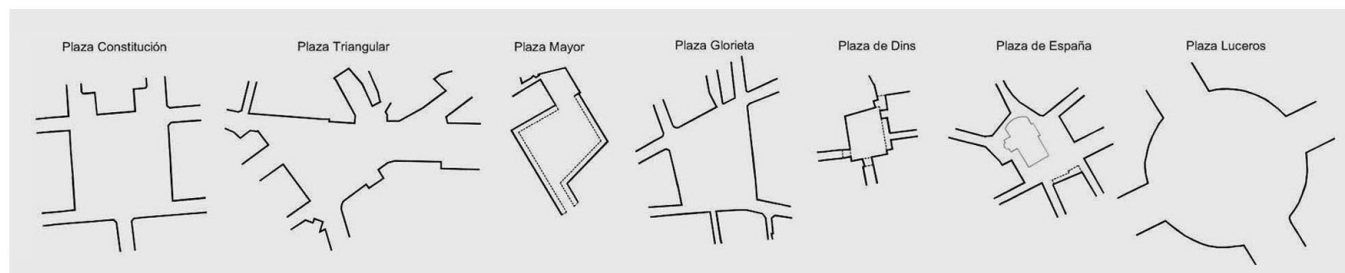 Plaza Constitución
Plaza Triangular
Plaza Mayor
Plaza Glorieta
Plaza de Dins
Plaza de España
Plaza Luceros